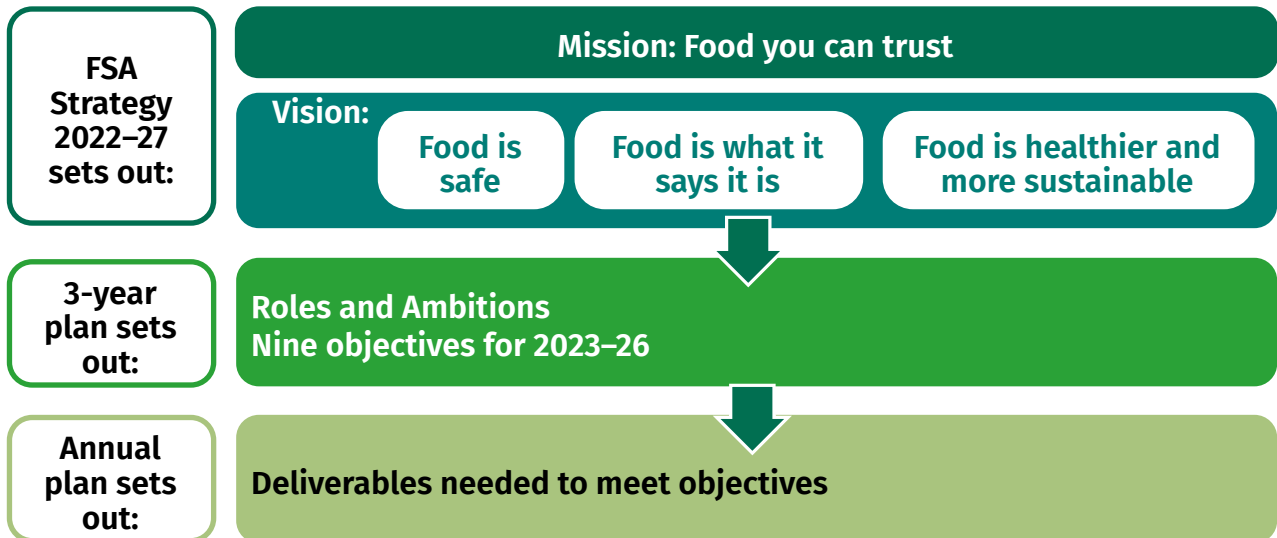 FSA
Strategy
2022–27
sets out:
Mission: Food you can trust
Vision:
Food is
safe
Food is what it
says it is
Food is healthier and
more sustainable
3-year
plan sets
out:
Roles and Ambitions
Nine objectives for 2023–26
Annual
plan sets
out:
Deliverables needed to meet objectives